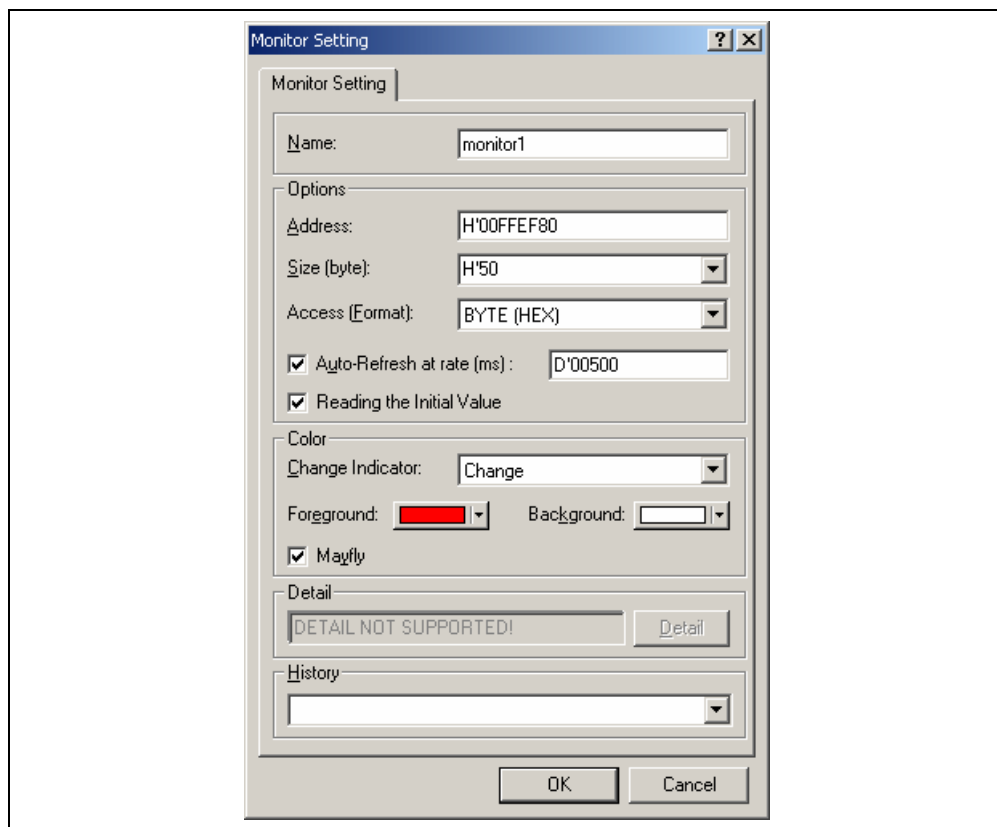 Monitor Setting
Monitor Setting
Name: monitor1
Options
Address: H'00FFEF80
Size (byte): H'50
Access (Format): BYTE (HEX)
Auto-Refresh at rate (ms) : D'00500
Reading the Initial Value
Color
Change Indicator: Change
Foreground: Background:
Mayfly
Detail
DETAIL NOT SUPPORTED! Detail
History
OK Cancel